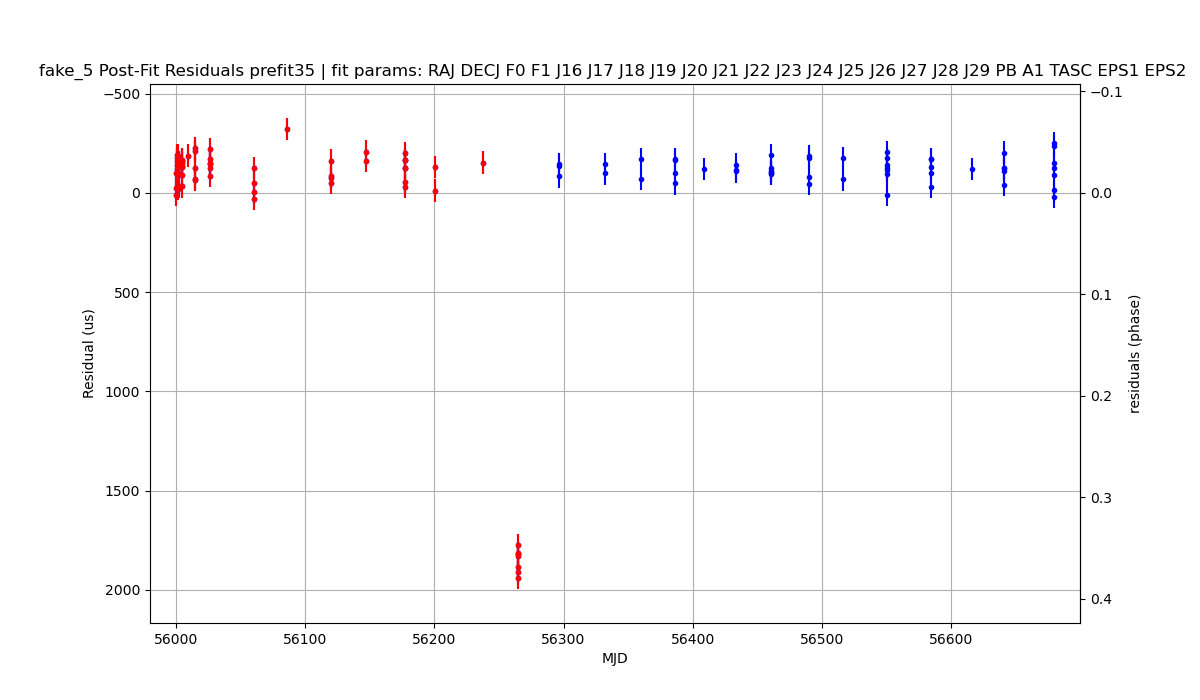 fake_5 Post-Fit Residuals prefit35 | fit params: RAJ DECJ F0 F1 J16 J17 J18 J19 J20 J21 J22 J23 J24 J25 J26 J27 J28 J29 PB A1 TASC EPS1 EPS2
−500
0
500
1000
1500
2000
Residual (us)
−0.1
0.0
0.1
0.2
0.3
0.4
residuals (phase)
56000 56100 56200 56300 56400 56500 56600
MJD